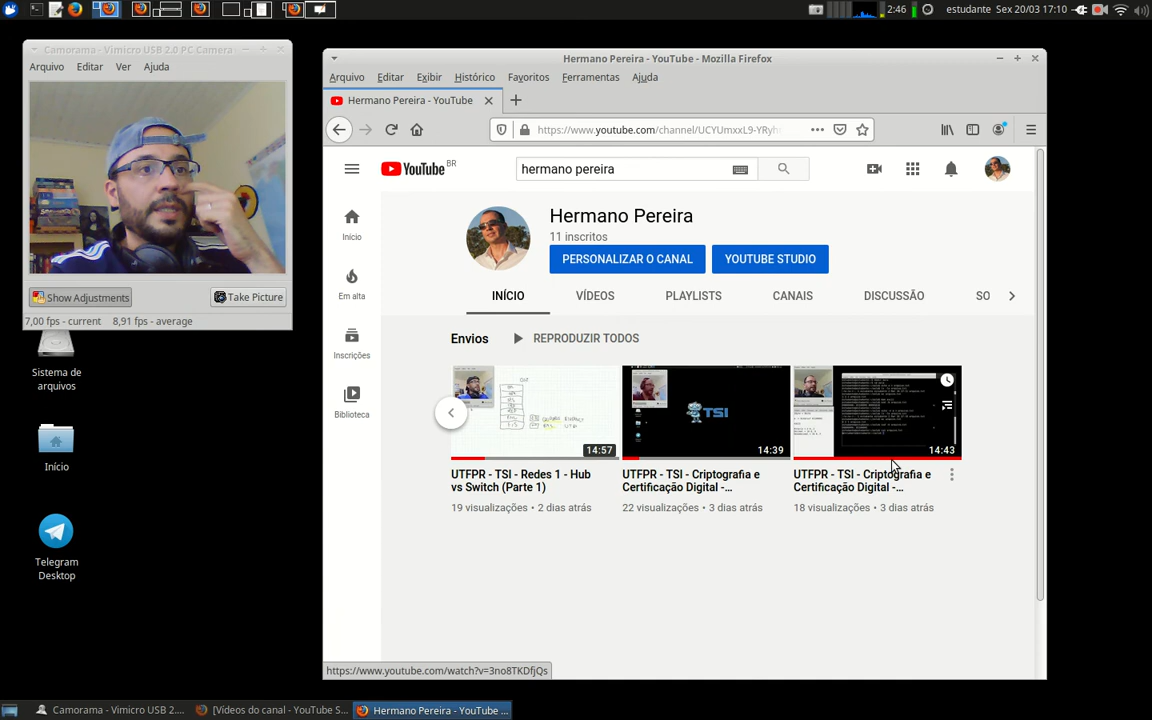 2:46
estudante Sex 20/03 17:10
Camorama - Vimicro USB 2.0 PC Camera
Arquivo Editar Ver Ajuda
Show Adjustments
Take Picture
7,00 fps - current 8,91 fps - average
Sistema de
arquivos
Início
Telegram
Desktop
Hermano Pereira - YouTube - Mozilla Firefox
Arquivo Editar Exibir Histórico Favoritos Ferramentas Ajuda
Hermano Pereira - YouTube
https://www.youtube.com/channel/UCYUmxxL9-YRyh
YouTube BR
hermano pereira
Início
Em alta
Inscrições
Biblioteca
Hermano Pereira
11 inscritos
PERSONALIZAR O CANAL
YOUTUBE STUDIO
INÍCIO VÍDEOS PLAYLISTS CANAIS DISCUSSÃO SO
Envios REPRODUZIR TODOS
14:57
TSI
14:39
14:43
UTFPR - TSI - Redes 1 - Hub
vs Switch (Parte 1)
19 visualizações • 2 dias atrás
UTFPR - TSI - Criptografia e
Certificação Digital -...
22 visualizações • 3 dias atrás
UTFPR - TSI - Criptografia e
Certificação Digital -...
18 visualizações • 3 dias atrás
https://www.youtube.com/watch?v=3no8TKDfjQs
Camorama - Vimicro USB 2....
[Vídeos do canal - YouTube S...
Hermano Pereira - YouTube ...